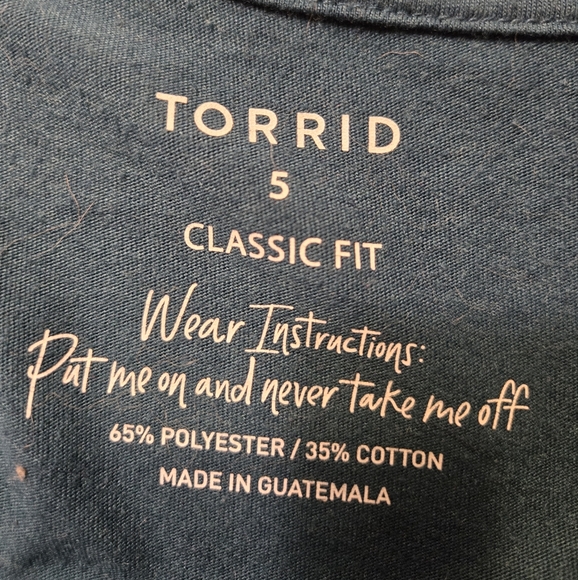 TORRID
5
CLASSIC FIT
Wear Instructions:
Put me on and never take me off
65% POLYESTER / 35% COTTON
MADE IN GUATEMALA